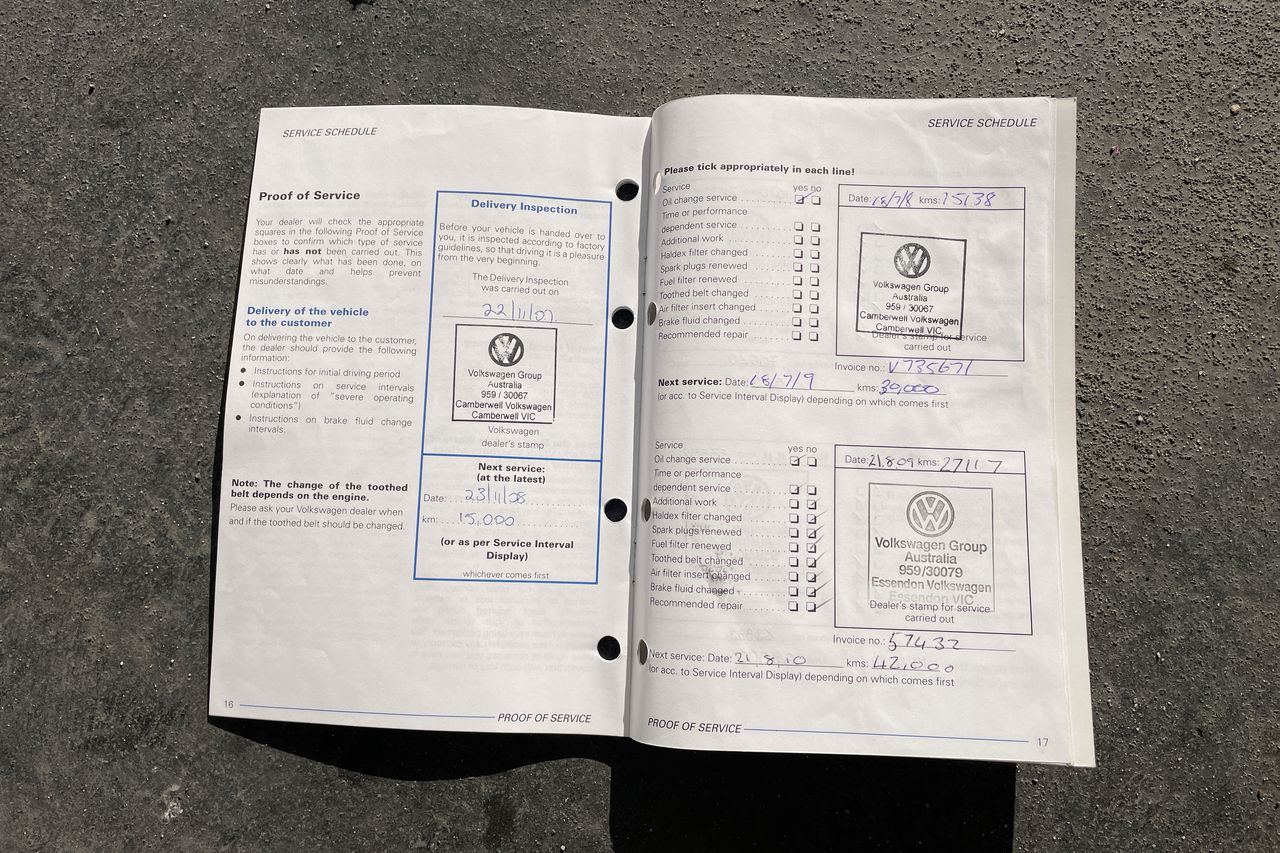 SERVICE SCHEDULE
Proof of Service
Your dealer will check the appropriate
squares in the following Proof of Service
boxes to confirm which type of service
has or has not been carried out. This
shows clearly what has been done, on
what date and helps prevent
misunderstandings.
Delivery of the vehicle
to the customer
On delivering the vehicle to the customer,
the dealer should provide the following
information:
● Instructions for initial driving period
● Instructions on service intervals
(explanation of "severe operating
conditions")
● Instructions on brake fluid change
intervals.
Note: The change of the toothed
belt depends on the engine.
Please ask your Volkswagen dealer when
and if the toothed belt should be changed.
Delivery Inspection
Before your vehicle is handed over to
you, it is inspected according to factory
guidelines, so that driving it is a pleasure
from the very beginning.
The Delivery Inspection
was carried out on
22/11/07
Volkswagen Group
Australia
959 / 30067
Camberwell Volkswagen
Camberwell VIC
Volkswagen
dealer's stamp
Next service:
(at the latest)
Date: 23/11/08
km: 15,000
(or as per Service Interval
Display)
whichever comes first
16
PROOF OF SERVICE
SERVICE SCHEDULE
Please tick appropriately in each line!
Service yes no
Oil change service
Time or performance
dependent service
Additional work
Haldex filter changed
Spark plugs renewed
Fuel filter renewed
Toothed belt changed
Air filter insert changed
Brake fluid changed
Recommended repair
Date: 18/7/8 kms: 15138
Volkswagen Group
Australia
959 / 30067
Camberwell Volkswagen
Camberwell VIC
Dealer's stamp for service
carried out
Invoice no.: V735671
Next service: Date: 18/7/9 kms: 30,000
(or acc. to Service Interval Display) depending on which comes first
Service yes no
Oil change service
Time or performance
dependent service
Additional work
Haldex filter changed
Spark plugs renewed
Fuel filter renewed
Toothed belt changed
Air filter insert changed
Brake fluid changed
Recommended repair
Date: 21.8.09 kms: 27117
Volkswagen Group
Australia
959/30079
Essendon Volkswagen
Essendon VIC
Dealer's stamp for service
carried out
Invoice no.: 57432
Next service: Date: 21.8.10 kms: 42,000
(or acc. to Service Interval Display) depending on which comes first
PROOF OF SERVICE
17